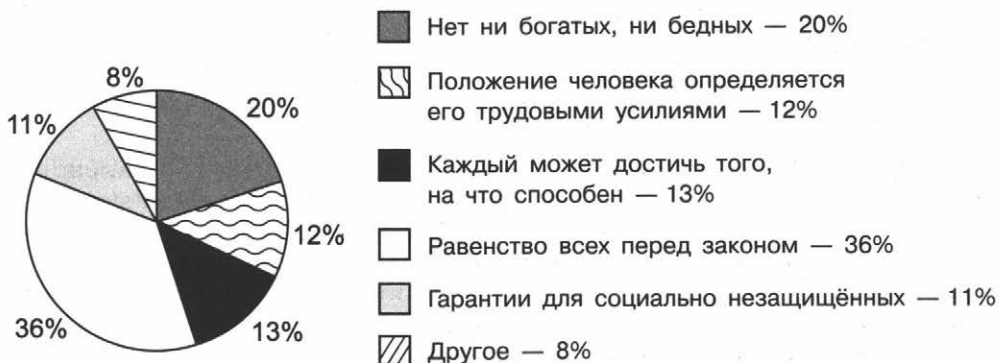 8%
20%
11%
12%
36%
13%
Нет ни богатых, ни бедных — 20%
Положение человека определяется
его трудовыми усилиями — 12%
Каждый может достичь того,
на что способен — 13%
Равенство всех перед законом — 36%
Гарантии для социально незащищённых — 11%
Другое — 8%